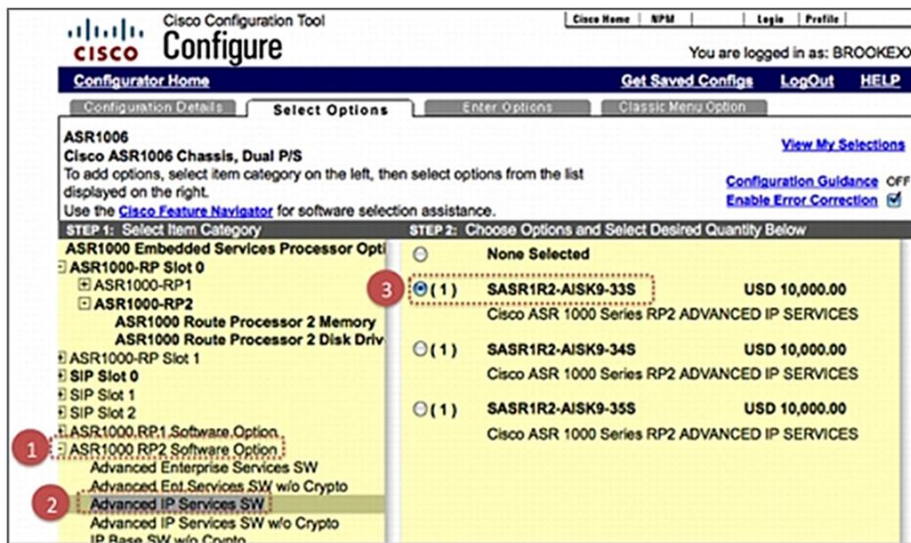 Cisco Configuration Tool
Cisco Home NPM Login Profile
CISCO Configure
You are logged in as: BROOKEXX
Configurator Home Get Saved Configs LogOut HELP
Configuration Details Select Options Enter Options Classic Menu Option
ASR1006
Cisco ASR1006 Chassis, Dual P/S
View My Selections
To add options, select item category on the left, then select options from the list
displayed on the right.
Configuration Guidance OFF
Enable Error Correction
Use the Cisco Feature Navigator for software selection assistance.
STEP 1: Select Item Category
ASR1000 Embedded Services Processor Opti
ASR1000-RP Slot 0
ASR1000-RP1
ASR1000-RP2
ASR1000 Route Processor 2 Memory
ASR1000 Route Processor 2 Disk Driv
ASR1000-RP Slot 1
SIP Slot 0
SIP Slot 1
SIP Slot 2
ASR1000 RP1 Software Option
1 ASR1000 RP2 Software Option
Advanced Enterprise Services SW
Advanced Ent Services SW w/o Crypto
2 Advanced IP Services SW
Advanced IP Services SW w/o Crypto
IP Base SW w/o Crypto
STEP 2: Choose Options and Select Desired Quantity Below
None Selected
3 ( 1 ) SASR1R2-AISK9-33S USD 10,000.00
Cisco ASR 1000 Series RP2 ADVANCED IP SERVICES
( 1 ) SASR1R2-AISK9-34S USD 10,000.00
Cisco ASR 1000 Series RP2 ADVANCED IP SERVICES
( 1 ) SASR1R2-AISK9-35S USD 10,000.00
Cisco ASR 1000 Series RP2 ADVANCED IP SERVICES